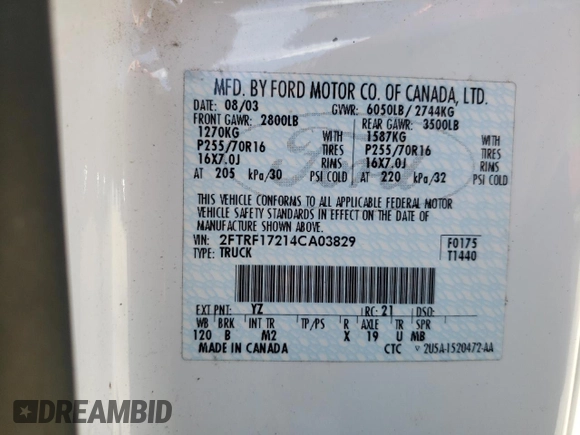 MFD. BY FORD MOTOR CO. OF CANADA, LTD.
DATE: 08/03 GVWR: 6050LB/ 2744KG
FRONT GAWR: 2800LB REAR GAWR: 3500LB
1270KG WITH 1587KG WITH
P255/70R16 TIRES P255/70R16 TIRES
16X7.0J RIMS 16X7.0J RIMS
AT 205 kPa/30 PSI COLD AT 220 kPa/32 PSI COLD
THIS VEHICLE CONFORMS TO ALL APPLICABLE FEDERAL MOTOR
VEHICLE SAFETY STANDARDS IN EFFECT ON THE DATE OF
MANUFACTURE SHOWN ABOVE.
VIN: 2FTRF17214CA03829 F0175
TYPE: TRUCK T1440
EXT PNT: YZ RC: 21 DSO:
WB BRK INT TR TP/PS R AXLE TR SPR
120 B M2 X 19 U MB
MADE IN CANADA CTC 2U5A-1520472-AA
Ford
DREAMBID